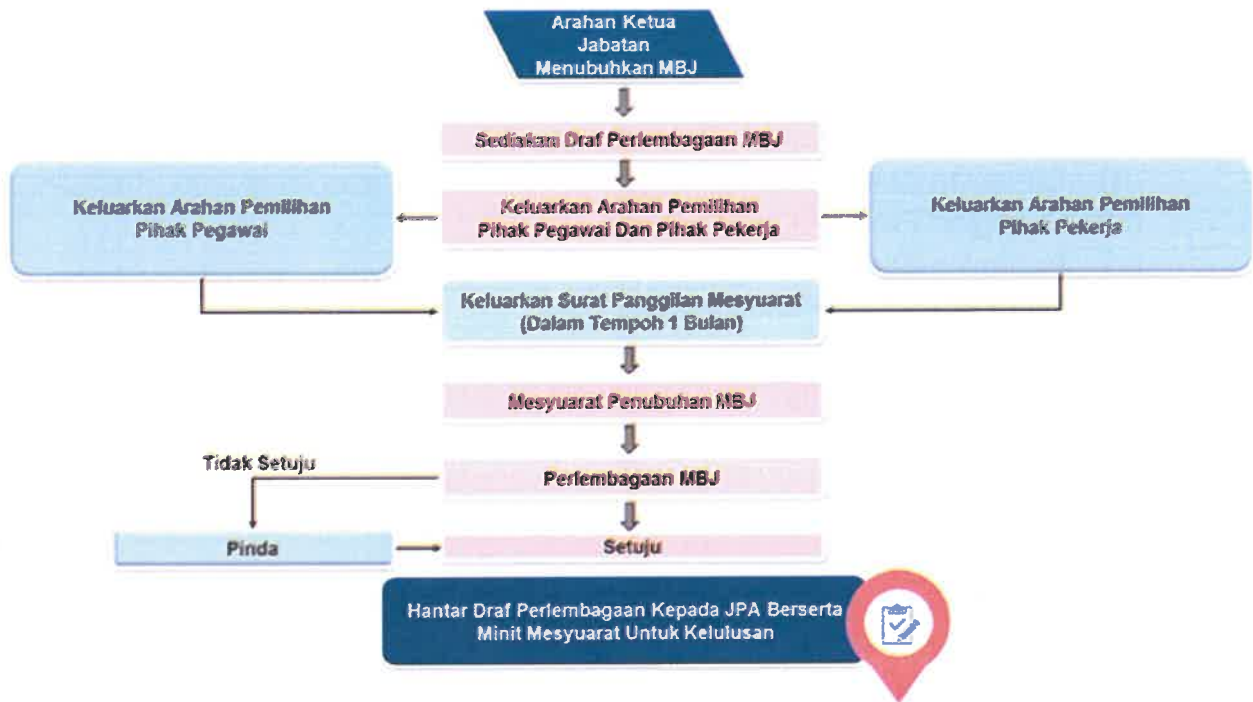 Arahan Ketua
Jabatan
Menubuhkan MBJ
Sediakan Draf Perlembagaan MBJ
Keluarkan Arahan Pemilihan
Pihak Pegawai
Keluarkan Arahan Pemilihan
Pihak Pegawai Dan Pihak Pekerja
Keluarkan Arahan Pemilihan
Pihak Pekerja
Keluarkan Surat Panggilan Mesyuarat
(Dalam Tempoh 1 Bulan)
Mesyuarat Penubuhan MBJ
Tidak Setuju
Perlembagaan MBJ
Pinda
Setuju
Hantar Draf Perlembagaan Kepada JPA Berserta
Minit Mesyuarat Untuk Kelulusan